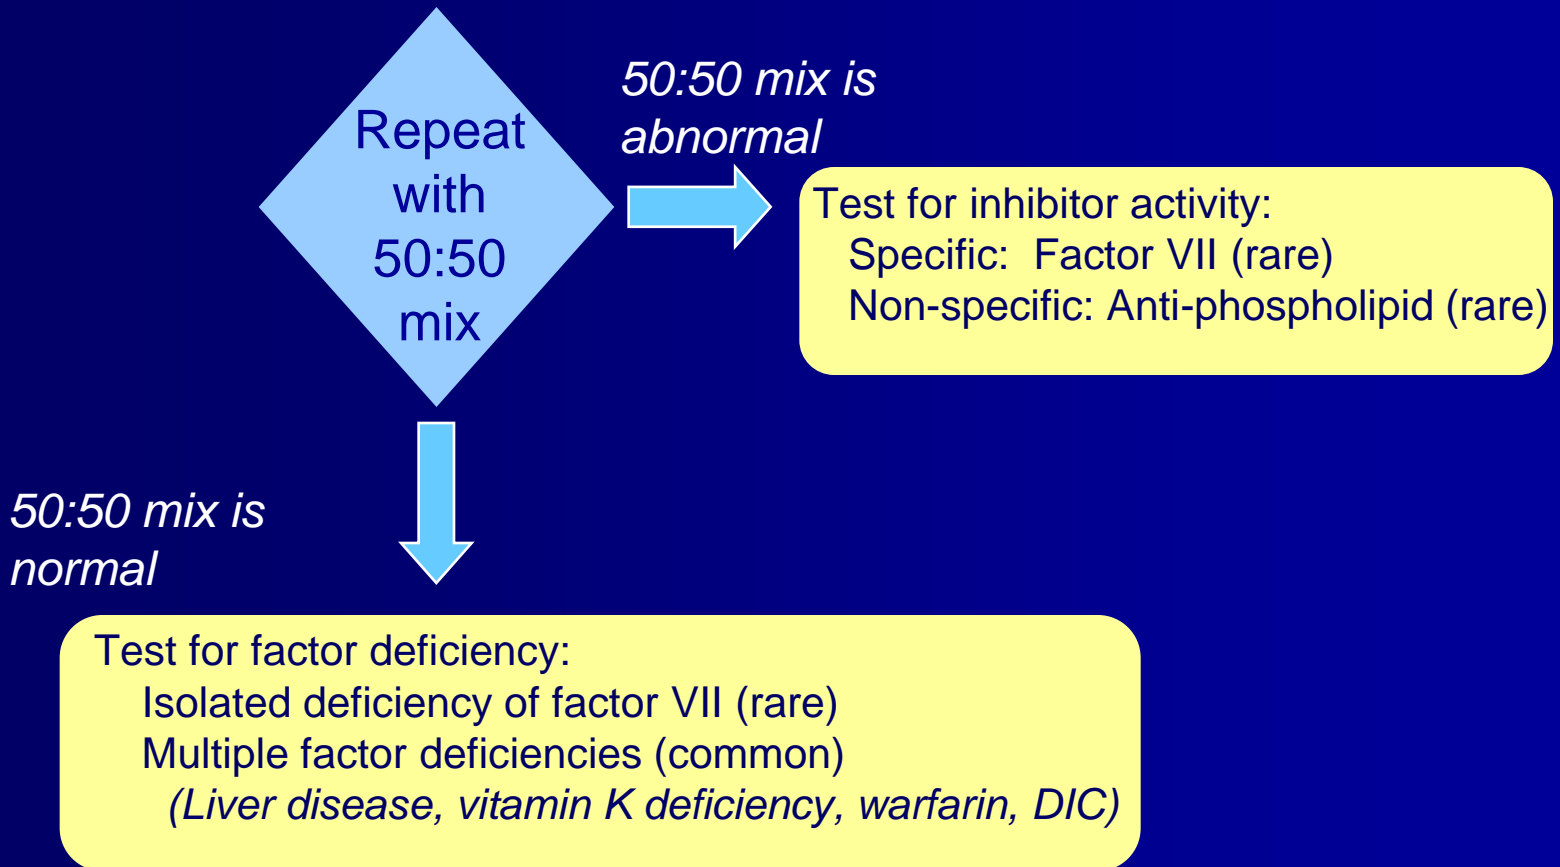 Repeat
with
50:50
mix
50:50 mix is
abnormal
Test for inhibitor activity:
Specific: Factor VII (rare)
Non-specific: Anti-phospholipid (rare)
50:50 mix is
normal
Test for factor deficiency:
Isolated deficiency of factor VII (rare)
Multiple factor deficiencies (common)
(Liver disease, vitamin K deficiency, warfarin, DIC)